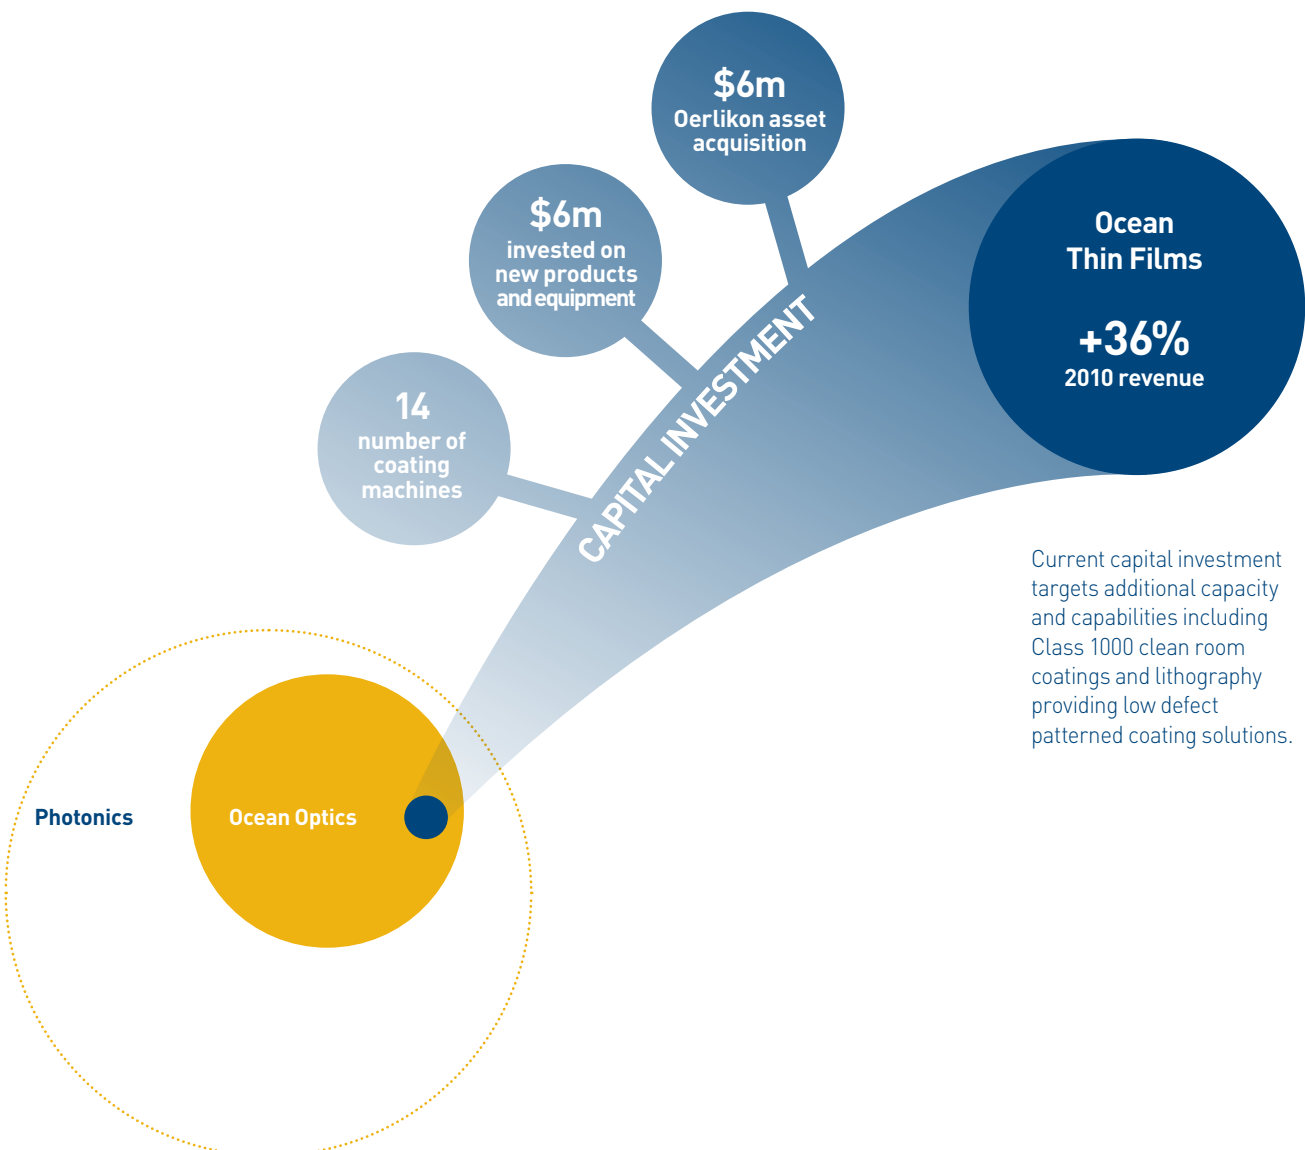 $6m
Oerlikon asset
acquisition
$6m
invested on
new products
and equipment
14
number of
coating
machines
CAPITAL INVESTMENT
Ocean
Thin Films
+36%
2010 revenue
Current capital investment
targets additional capacity
and capabilities including
Class 1000 clean room
coatings and lithography
providing low defect
patterned coating solutions.
Photonics
Ocean Optics